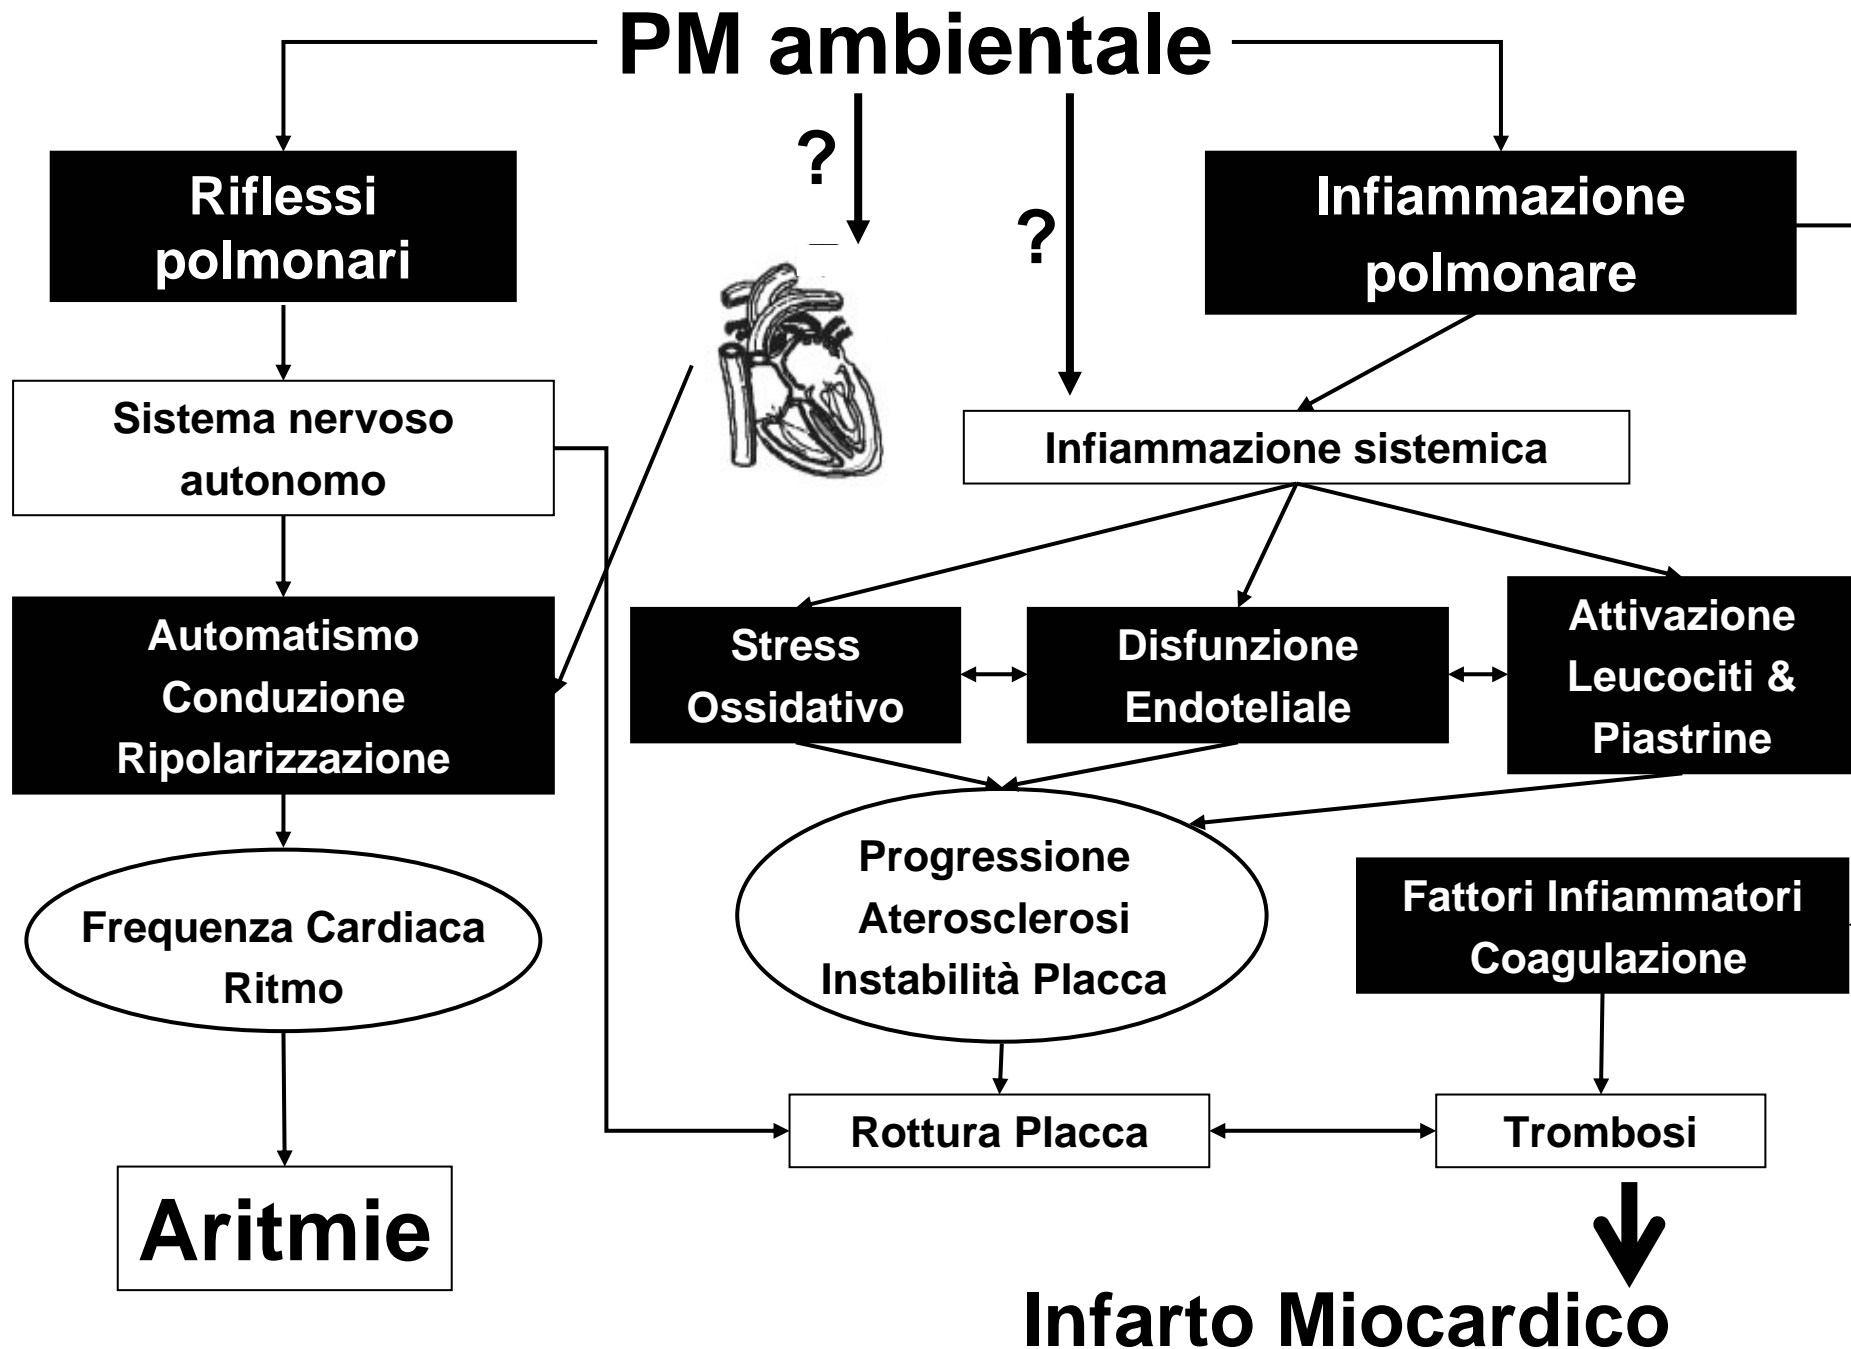 PM ambientale
?
?
Riflessi
polmonari
Infiammazione
polmonare
Sistema nervoso
autonomo
Infiammazione sistemica
Automatismo
Conduzione
Ripolarizzazione
Stress
Ossidativo
Disfunzione
Endoteliale
Attivazione
Leucociti &
Piastrine
Frequenza Cardiaca
Ritmo
Progressione
Aterosclerosi
Instabilità Placca
Fattori Infiammatori
Coagulazione
Rottura Placca
Trombosi
Aritmie
Infarto Miocardico